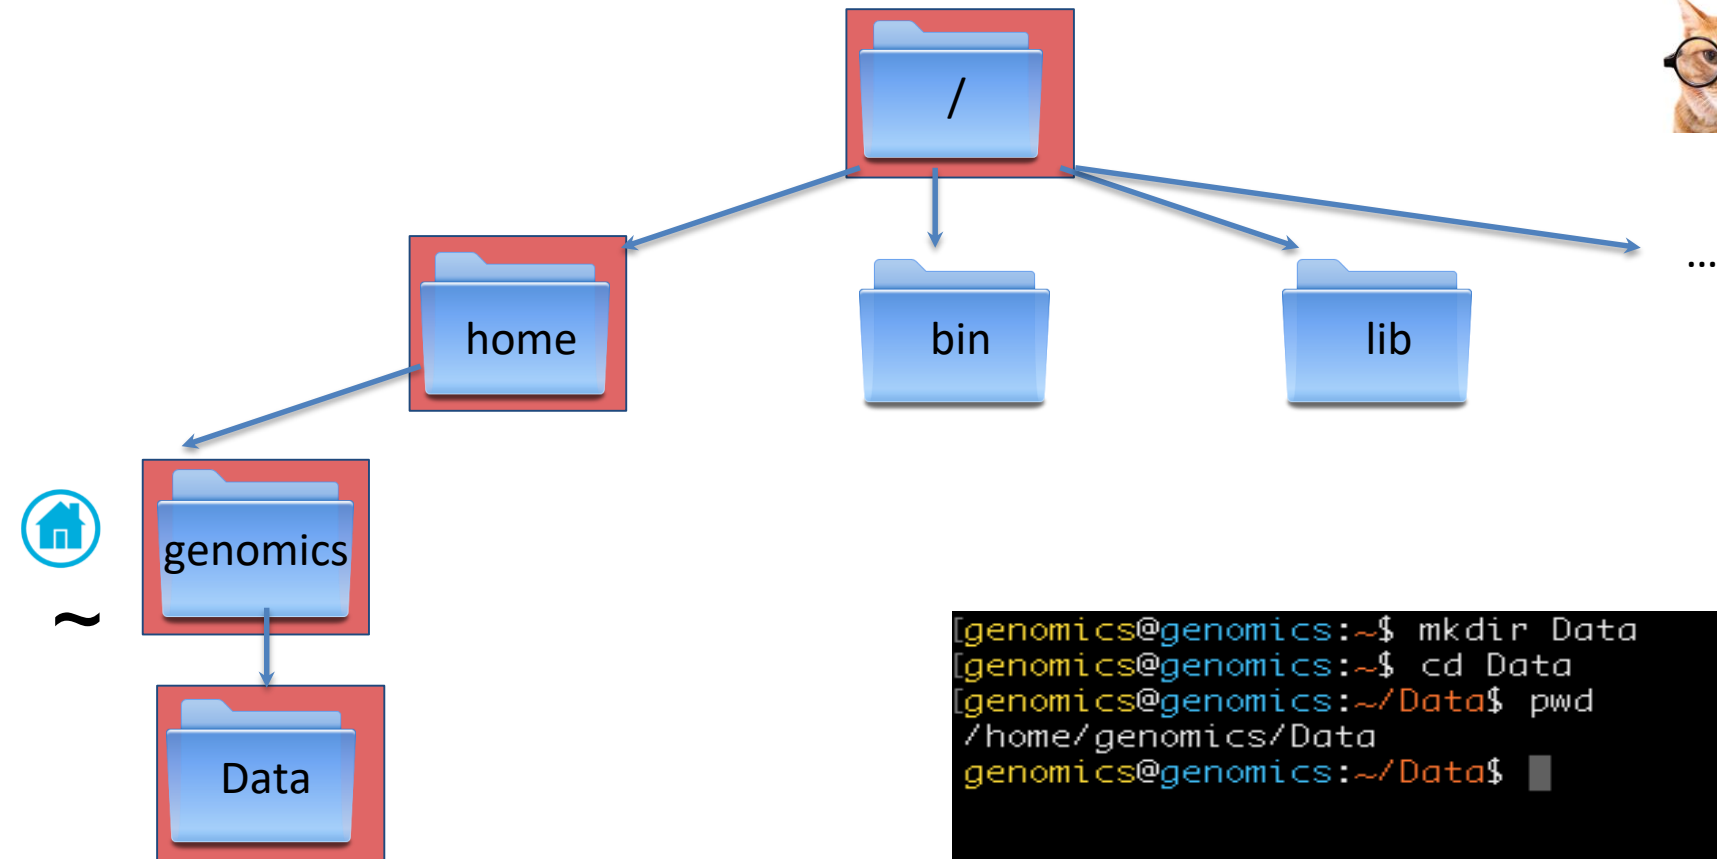 /
...
home
bin
lib
genomics
~
Data
[genomics@genomics:~$ mkdir Data
[genomics@genomics:~$ cd Data
[genomics@genomics:~/Data$ pwd
/home/genomics/Data
genomics@genomics:~/Data$